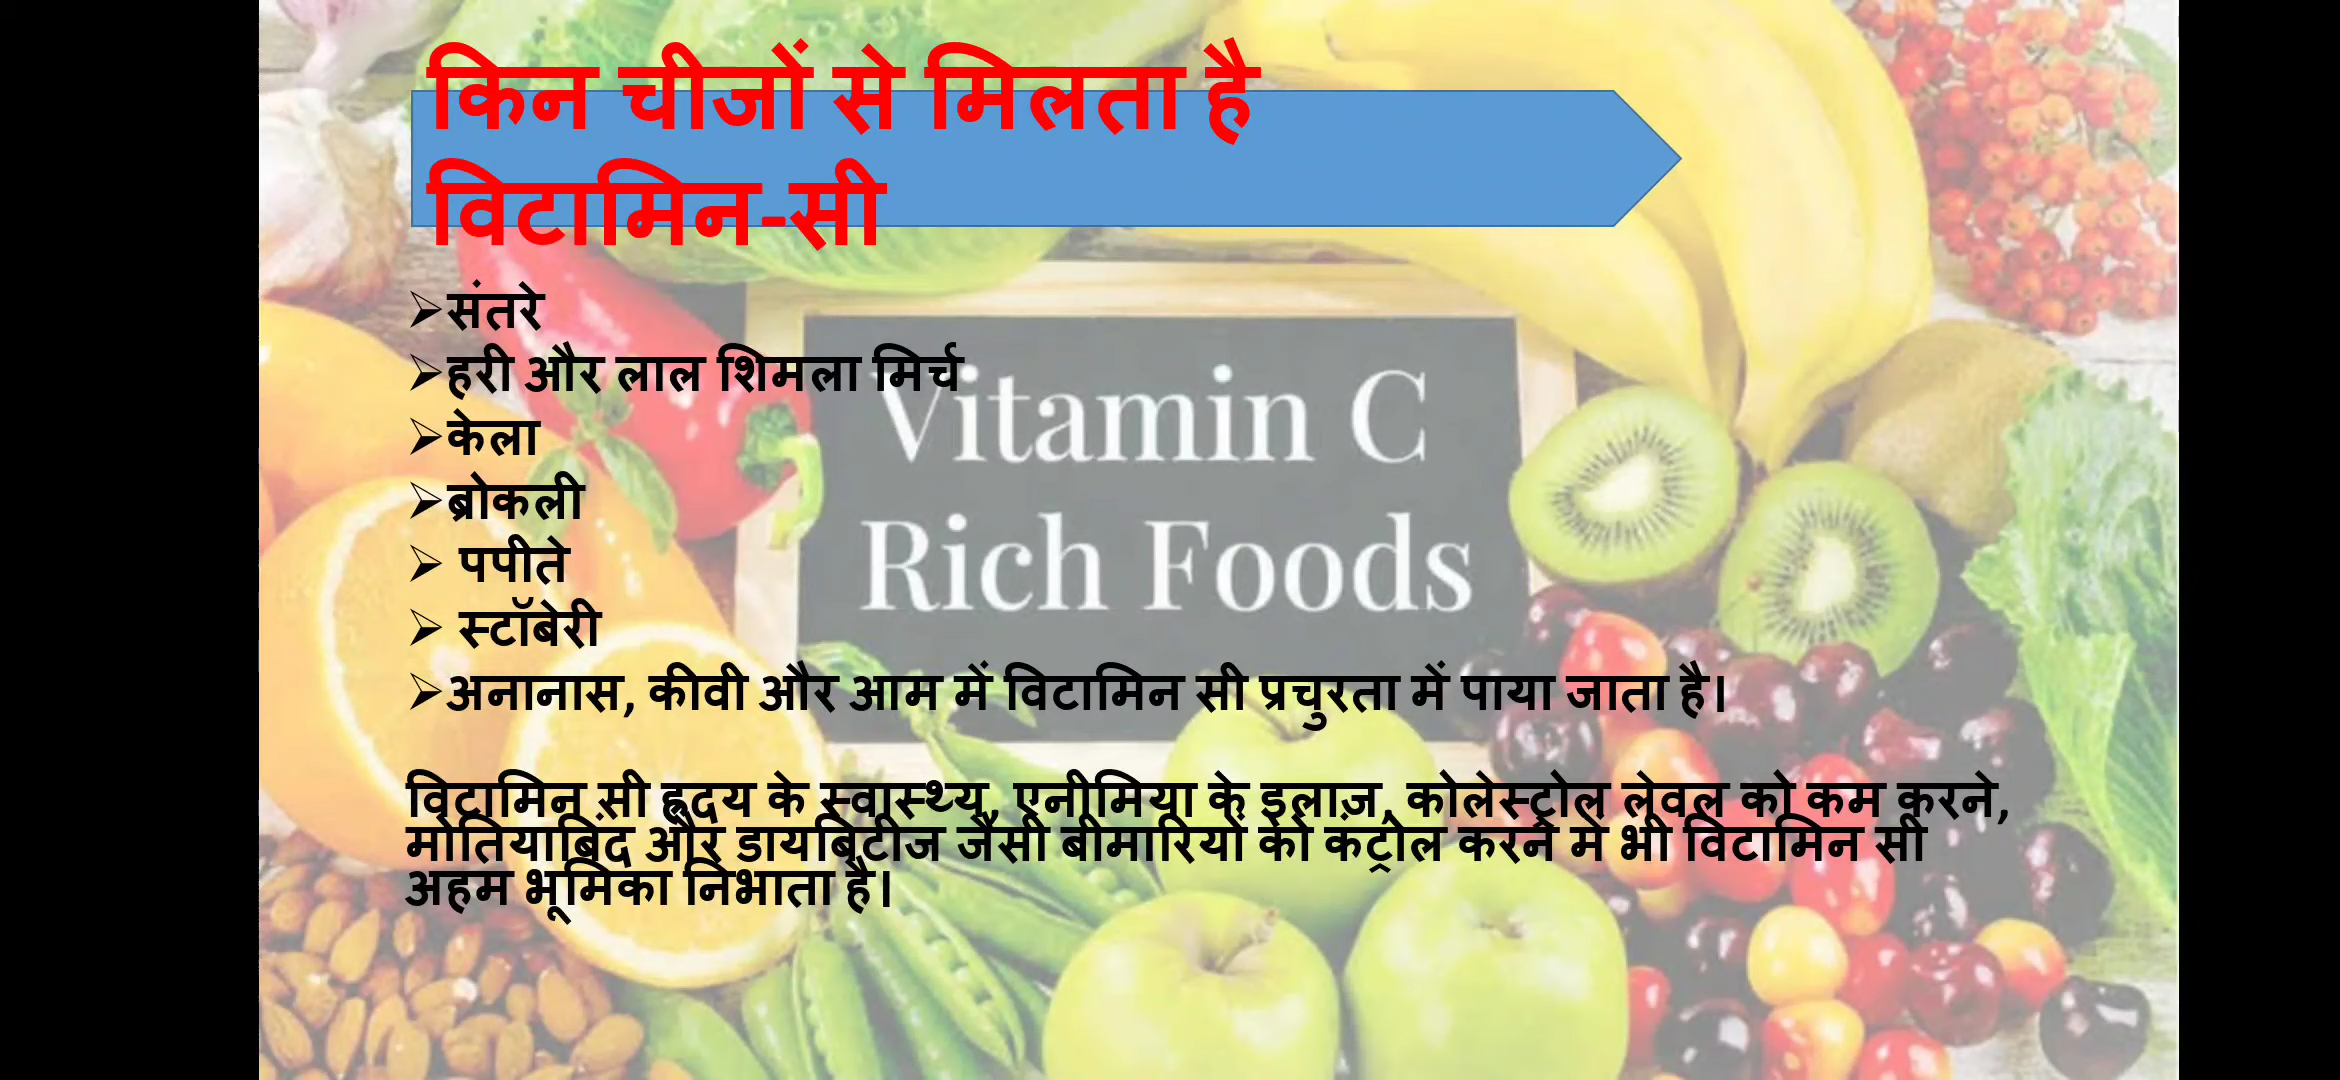 किन चीजों से मिलता है
विटामिन-सी
➢संतरे
➢हरी और लाल शिमला मिर्च
➢केला
➢ब्रोकली
➢ पपीते
➢ स्टॉबेरी
➢अनानास, कीवी और आम में विटामिन सी प्रचुरता में पाया जाता है।
Vitamin C
Rich Foods
विटामिन सी हृदय के स्वास्थ्य, एनीमिया के इलाज़, कोलेस्ट्रोल लेवल को कम करने,
मोतियाबिंद और डायबिटीज जैसी बीमारियों को कंट्रोल करने में भी विटामिन सी
अहम भूमिका निभाता है।